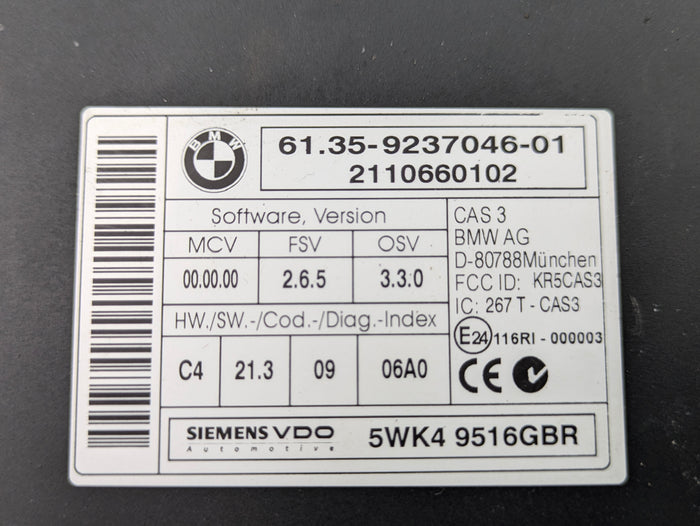 BMW
61.35-9237046-01
2110660102
Software, Version
MCV FSV OSV
00.00.00 2.6.5 3.3.0
HW./SW.-/Cod.-/Diag.-Index
C4 21.3 09 06A0
CAS 3
BMW AG
D-80788München
FCC ID: KR5CAS3
IC: 267 T - CAS3
E24 116RI - 000003
CE
SIEMENS VDO
Automotive
5WK4 9516GBR